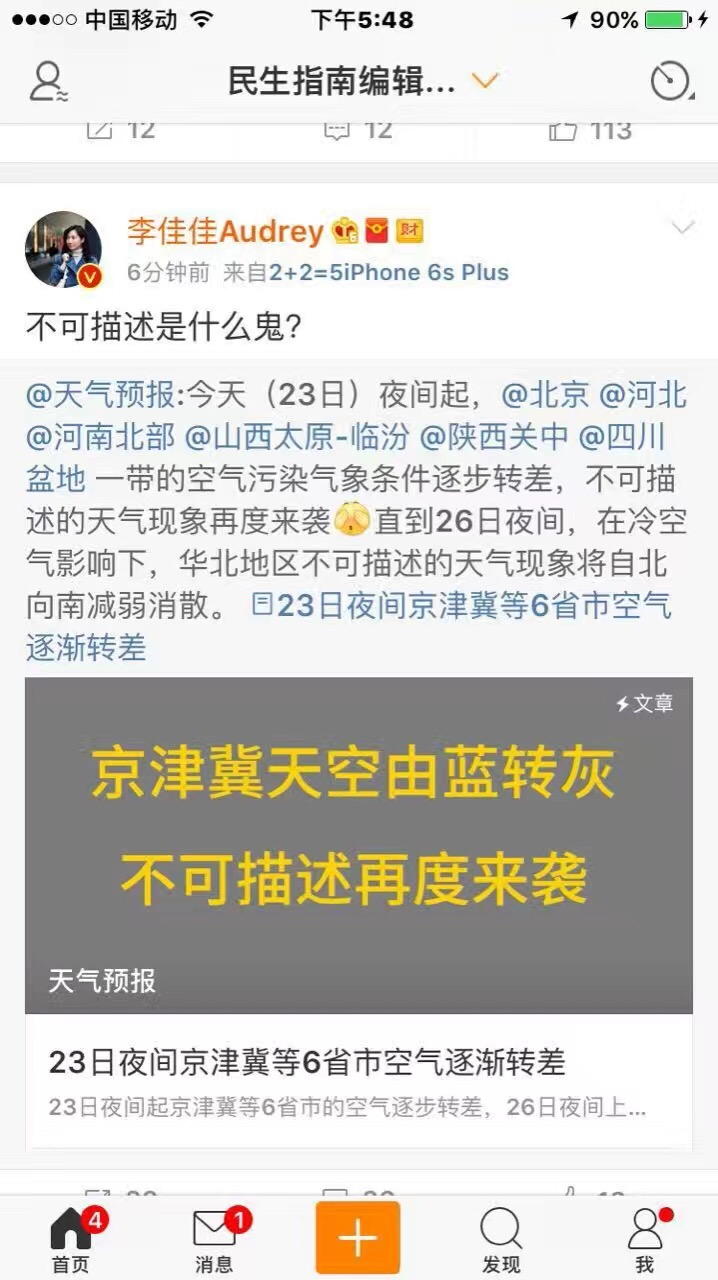 中国移动 下午5:48 90%
民生指南编辑...
12 12 113
李佳佳Audrey 财
6分钟前 来自2+2=5iPhone 6s Plus
不可描述是什么鬼？
@天气预报:今天（23日）夜间起，@北京 @河北
@河南北部 @山西太原-临汾 @陕西关中 @四川
盆地 一带的空气污染气象条件逐步转差，不可描
述的天气现象再度来袭直到26日夜间，在冷空
气影响下，华北地区不可描述的天气现象将自北
向南减弱消散。 23日夜间京津冀等6省市空气
逐渐转差
文章
京津冀天空由蓝转灰
不可描述再度来袭
天气预报
23日夜间京津冀等6省市空气逐渐转差
23日夜间起京津冀等6省市的空气逐步转差，26日夜间上...
4 1
首页 消息 发现 我